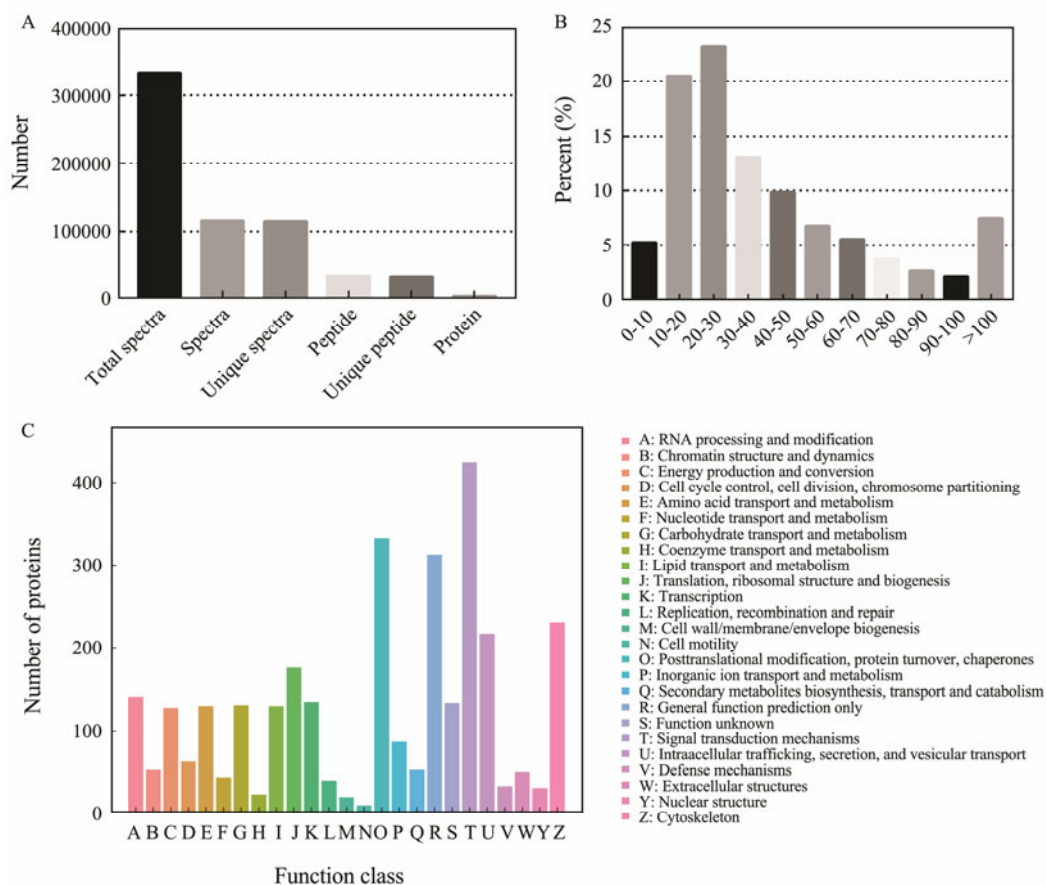 A
400000
300000
200000
100000
0
Number
Total spectra
Spectra
Unique spectra
Peptide
Unique peptide
Protein
B
25
20
15
10
5
0
Percent (%)
0-10
10-20
20-30
30-40
40-50
50-60
60-70
70-80
80-90
90-100
>100
C
400
300
200
100
0
Number of proteins
A B C D E F G H I J K L M N O P Q R S T U V W Y Z
Function class
A: RNA processing and modification
B: Chromatin structure and dynamics
C: Energy production and conversion
D: Cell cycle control, cell division, chromosome partitioning
E: Amino acid transport and metabolism
F: Nucleotide transport and metabolism
G: Carbohydrate transport and metabolism
H: Coenzyme transport and metabolism
I: Lipid transport and metabolism
J: Translation, ribosomal structure and biogenesis
K: Transcription
L: Replication, recombination and repair
M: Cell wall/membrane/envelope biogenesis
N: Cell motility
O: Posttranslational modification, protein turnover, chaperones
P: Inorganic ion transport and metabolism
Q: Secondary metabolites biosynthesis, transport and catabolism
R: General function prediction only
S: Function unknown
T: Signal transduction mechanisms
U: Intraacellular trafficking, secretion, and vesicular transport
V: Defense mechanisms
W: Extracellular structures
Y: Nuclear structure
Z: Cytoskeleton